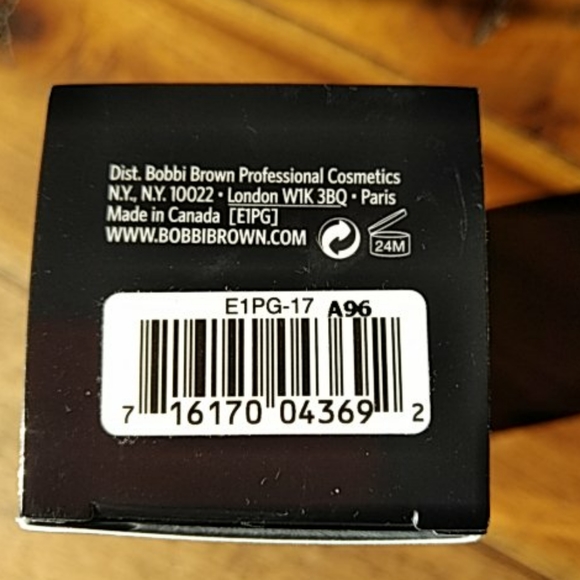 Dist. Bobbi Brown Professional Cosmetics
N.Y., N.Y. 10022 • London W1K 3BQ • Paris
Made in Canada [E1PG]
WWW.BOBBIBROWN.COM
24M
E1PG-17 A96
7 16170 04369 2